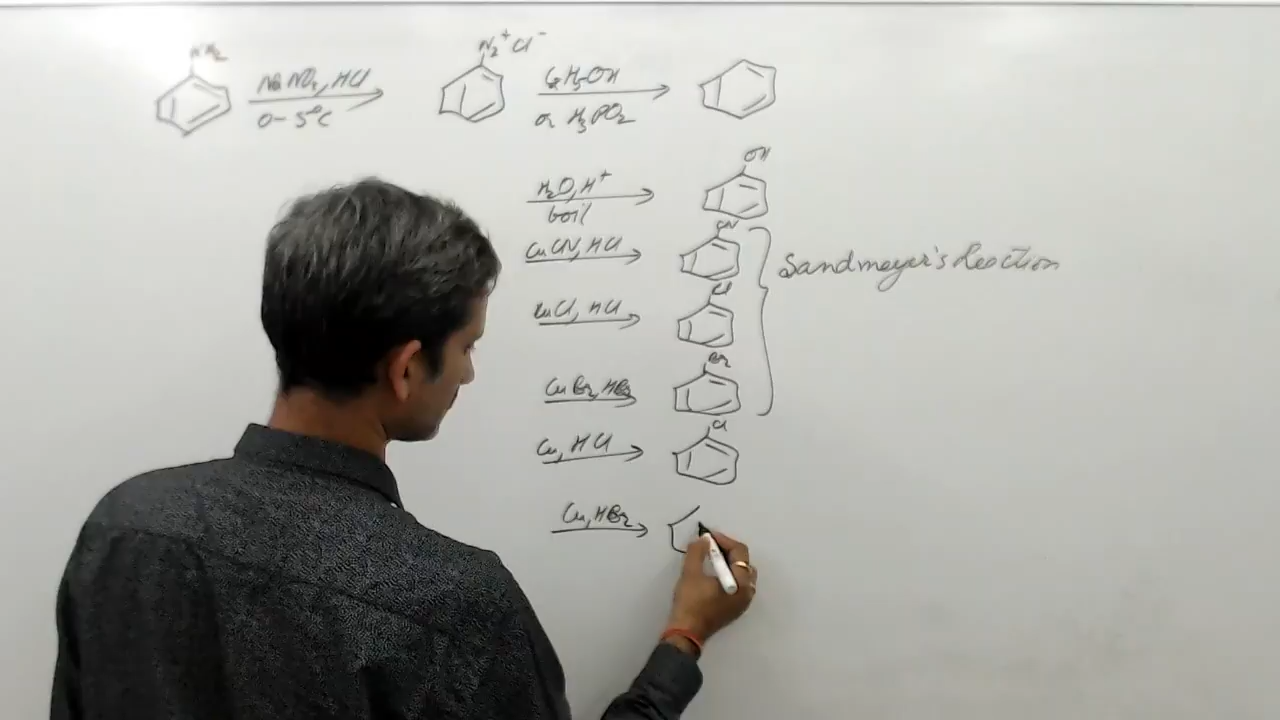 NH2
NaNO2, HCl
0-5°C
N2+Cl-
C2H5OH
or H3PO2
H2O, H+
boil
OH
CuCN, HCl
CN
Sandmeyer's Reaction
CuCl, HCl
Cl
CuBr, HBr
Br
Cu, HCl
Cl
Cu, HBr